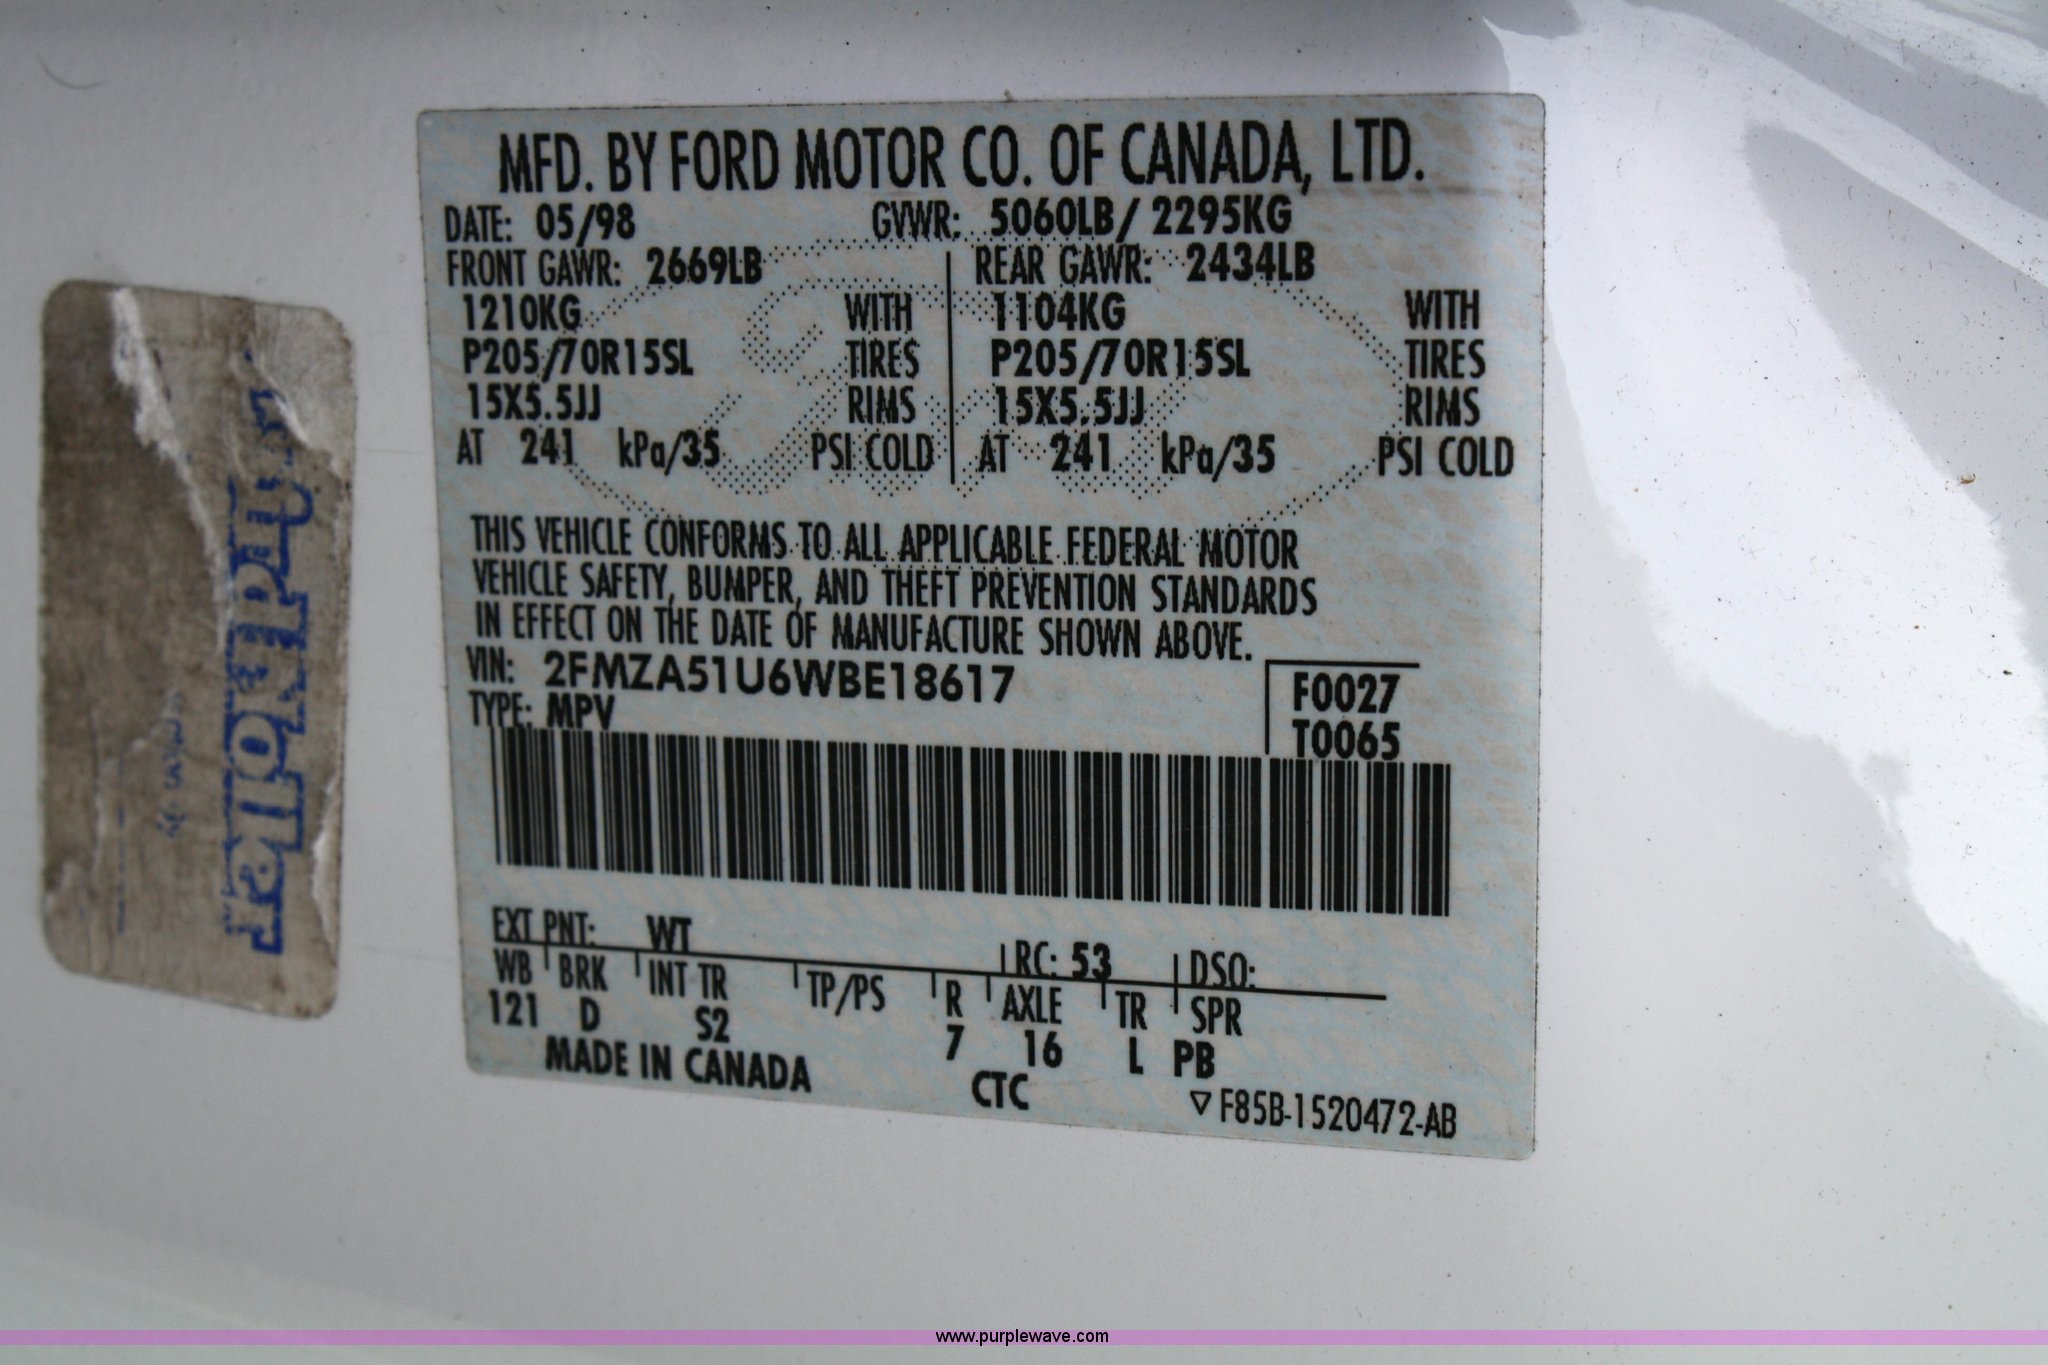 MFD. BY FORD MOTOR CO. OF CANADA, LTD.
DATE: 05/98 GVWR: 5060LB/ 2295KG
FRONT GAWR: 2669LB REAR GAWR: 2434LB
1210KG WITH 1104KG WITH
P205/70R15SL TIRES P205/70R15SL TIRES
15X5.5JJ RIMS 15X5.5JJ RIMS
AT 241 kPa/35 PSI COLD AT 241 kPa/35 PSI COLD
THIS VEHICLE CONFORMS TO ALL APPLICABLE FEDERAL MOTOR
VEHICLE SAFETY, BUMPER, AND THEFT PREVENTION STANDARDS
IN EFFECT ON THE DATE OF MANUFACTURE SHOWN ABOVE.
VIN: 2FMZA51U6WBE18617
TYPE: MPV
F0027
T0065
EXT PNT: WT RC: 53 DSO:
WB BRK INT TR TP/PS R AXLE TR SPR
121 D S2 7 16 L PB
MADE IN CANADA CTC ▽ F85B-1520472-AB
www.purplewave.com